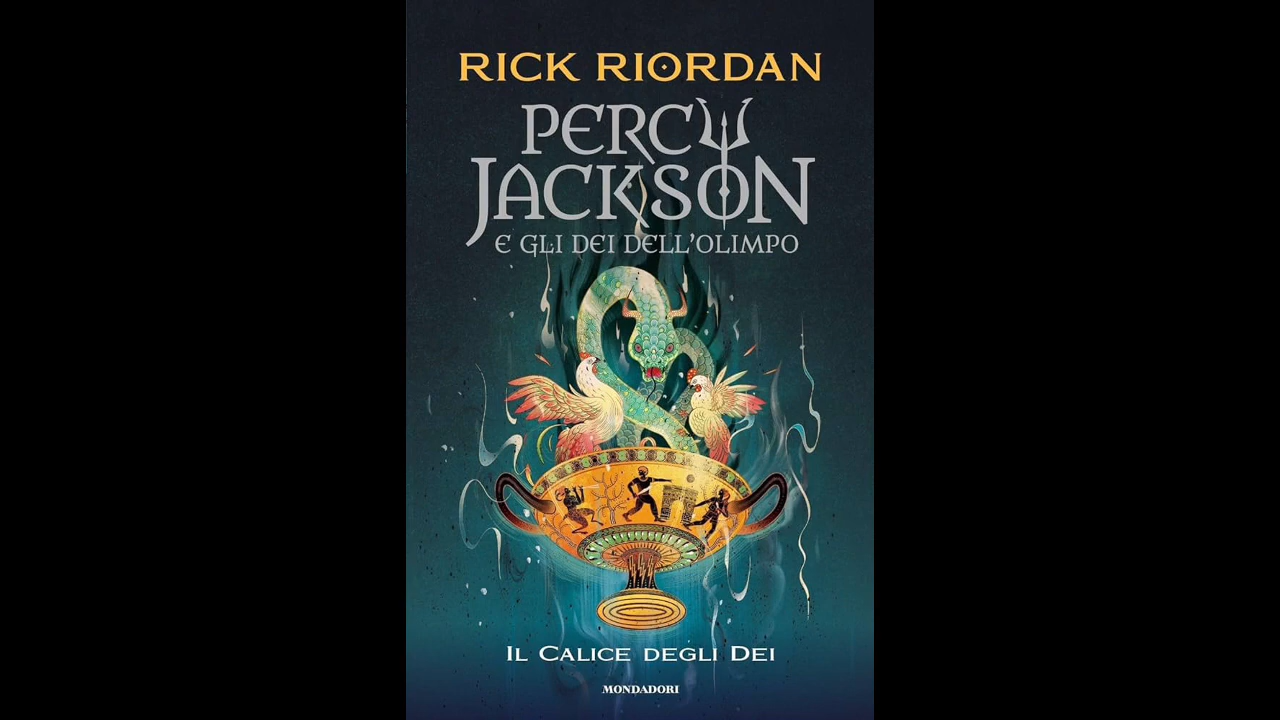 RICK RIORDAN
PERCY
JACKSON
E GLI DEI DELL'OLIMPO
IL CALICE DEGLI DEI
MONDADORI